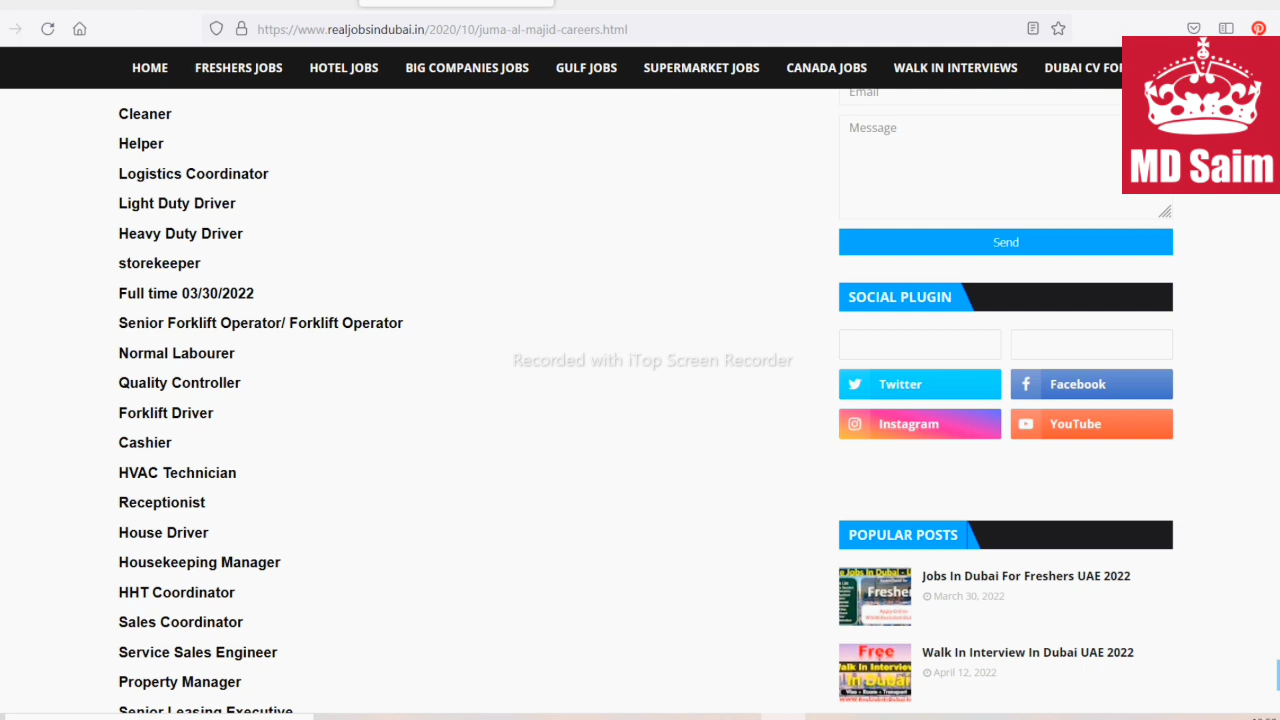 https://www.realjobsindubai.in/2020/10/juma-al-majid-careers.html
HOME FRESHERS JOBS HOTEL JOBS BIG COMPANIES JOBS GULF JOBS SUPERMARKET JOBS CANADA JOBS WALK IN INTERVIEWS DUBAI CV FO
MD Saim
Cleaner
Helper
Logistics Coordinator
Light Duty Driver
Heavy Duty Driver
storekeeper
Full time 03/30/2022
Senior Forklift Operator/ Forklift Operator
Normal Labourer
Quality Controller
Forklift Driver
Cashier
HVAC Technician
Receptionist
House Driver
Housekeeping Manager
HHT Coordinator
Sales Coordinator
Service Sales Engineer
Property Manager
Senior Leasing Executive
Recorded with iTop Screen Recorder
Email
Message
Send
SOCIAL PLUGIN
Twitter
Facebook
Instagram
YouTube
POPULAR POSTS
Jobs In Dubai For Freshers UAE 2022
March 30, 2022
Walk In Interview In Dubai UAE 2022
April 12, 2022
Free